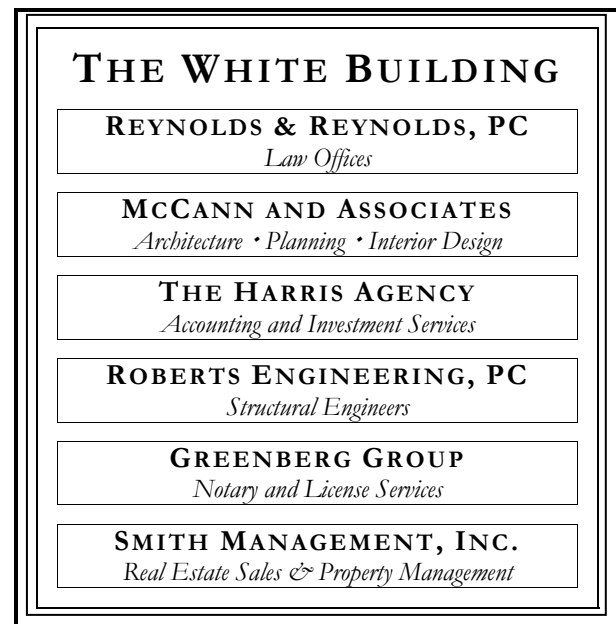 THE WHITE BUILDING
REYNOLDS & REYNOLDS, PC
Law Offices
MCCANN AND ASSOCIATES
Architecture • Planning • Interior Design
THE HARRIS AGENCY
Accounting and Investment Services
ROBERTS ENGINEERING, PC
Structural Engineers
GREENBERG GROUP
Notary and License Services
SMITH MANAGEMENT, INC.
Real Estate Sales & Property Management